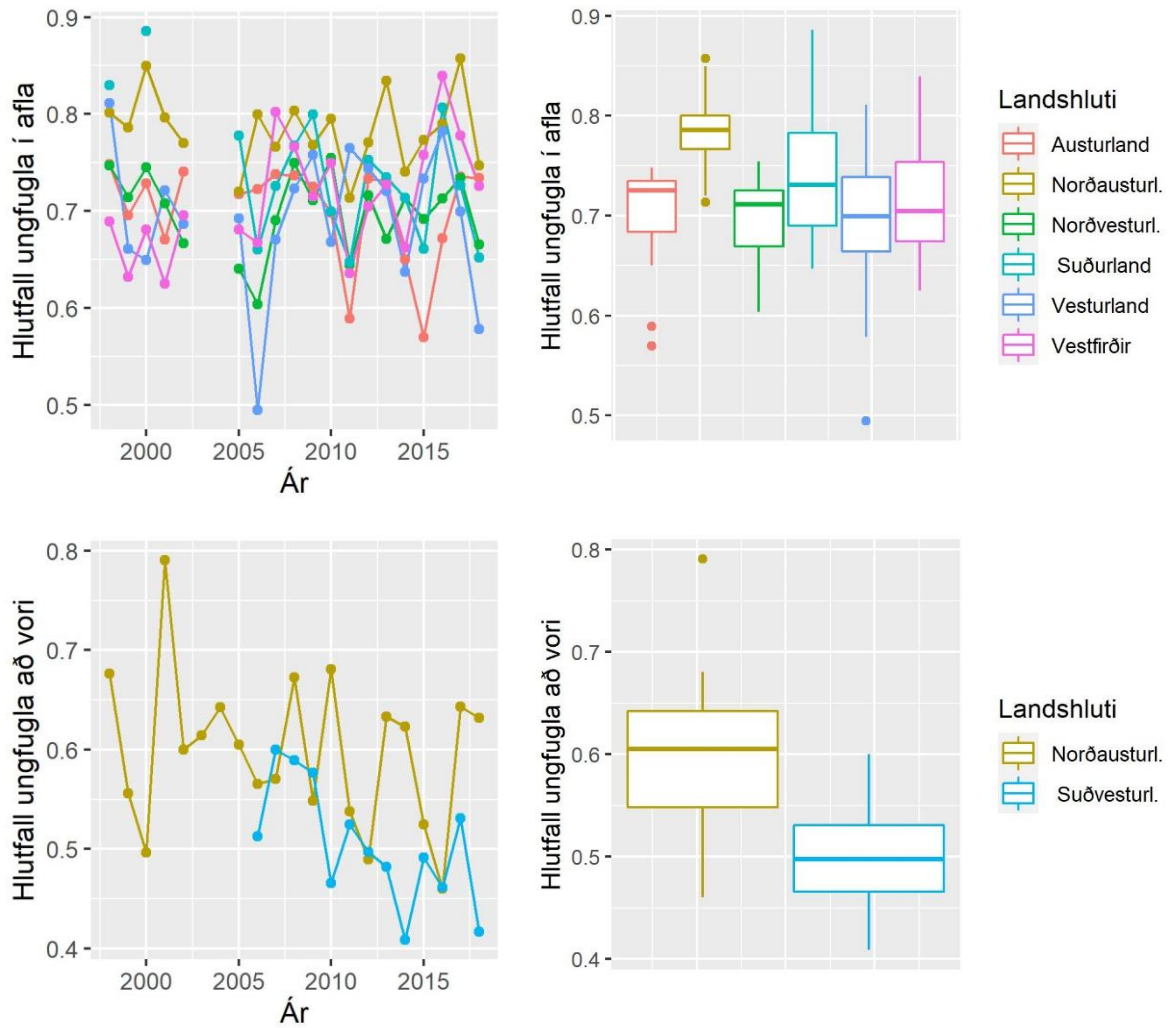 Hlutfall ungfugla í afla
0.9
0.8
0.7
0.6
0.5
2000
2005
2010
2015
Ár
Hlutfall ungfugla í afla
0.9
0.8
0.7
0.6
0.5
Landshluti
Austurland
Norðausturl.
Norðvesturl.
Suðurland
Vesturland
Vestfirðir
Hlutfall ungfugla að vori
0.8
0.7
0.6
0.5
0.4
2000
2005
2010
2015
Ár
Hlutfall ungfugla að vori
0.8
0.7
0.6
0.5
0.4
Landshluti
Norðausturl.
Suðvesturl.